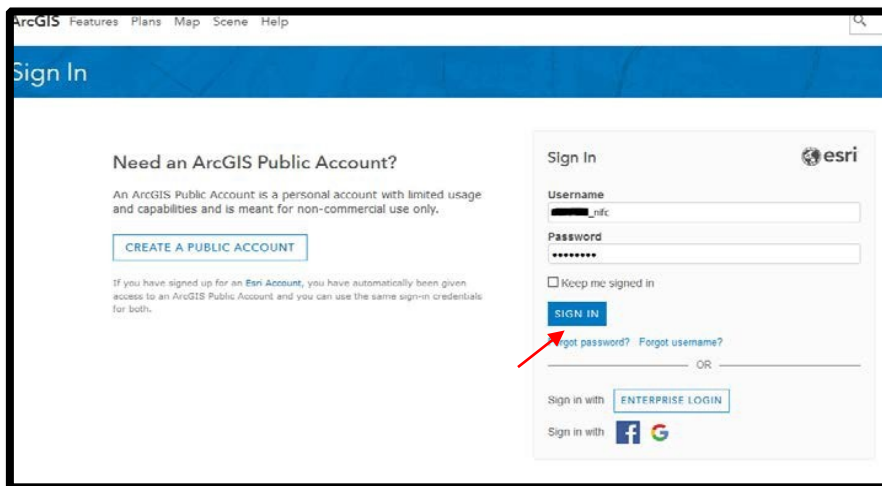 ArcGIS Features Plans Map Scene Help
Sign In
Need an ArcGIS Public Account?
An ArcGIS Public Account is a personal account with limited usage
and capabilities and is meant for non-commercial use only.
CREATE A PUBLIC ACCOUNT
If you have signed up for an Esri Account, you have automatically been given
access to an ArcGIS Public Account and you can use the same sign-in credentials
for both.
Sign In
esri
Username
_nifc
Password
••••••••
Keep me signed in
SIGN IN
Forgot password? Forgot username?
OR
Sign in with ENTERPRISE LOGIN
Sign in with